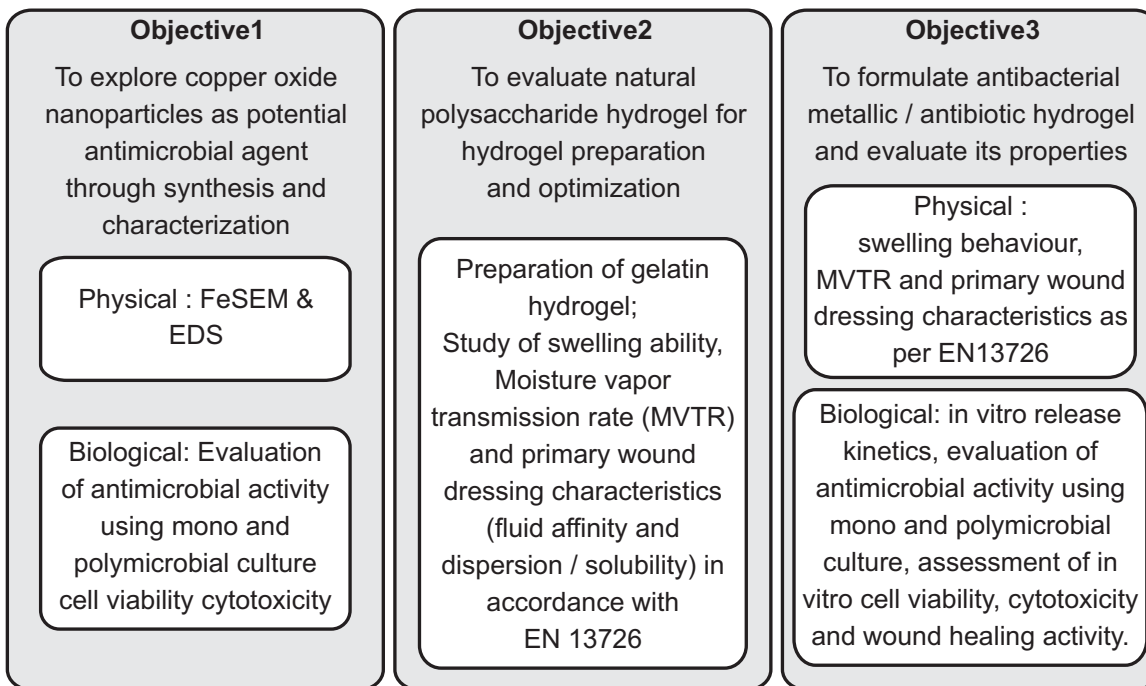 Objective1
To explore copper oxide
nanoparticles as potential
antimicrobial agent
through synthesis and
characterization
Physical : FeSEM &
EDS
Biological: Evaluation
of antimicrobial activity
using mono and
polymicrobial culture
cell viability cytotoxicity
Objective2
To evaluate natural
polysaccharide hydrogel for
hydrogel preparation
and optimization
Preparation of gelatin
hydrogel;
Study of swelling ability,
Moisture vapor
transmission rate (MVTR)
and primary wound
dressing characteristics
(fluid affinity and
dispersion / solubility) in
accordance with
EN 13726
Objective3
To formulate antibacterial
metallic / antibiotic hydrogel
and evaluate its properties
Physical :
swelling behaviour,
MVTR and primary wound
dressing characteristics as
per EN13726
Biological: in vitro release
kinetics, evaluation of
antimicrobial activity using
mono and polymicrobial
culture, assessment of in
vitro cell viability, cytotoxicity
and wound healing activity.